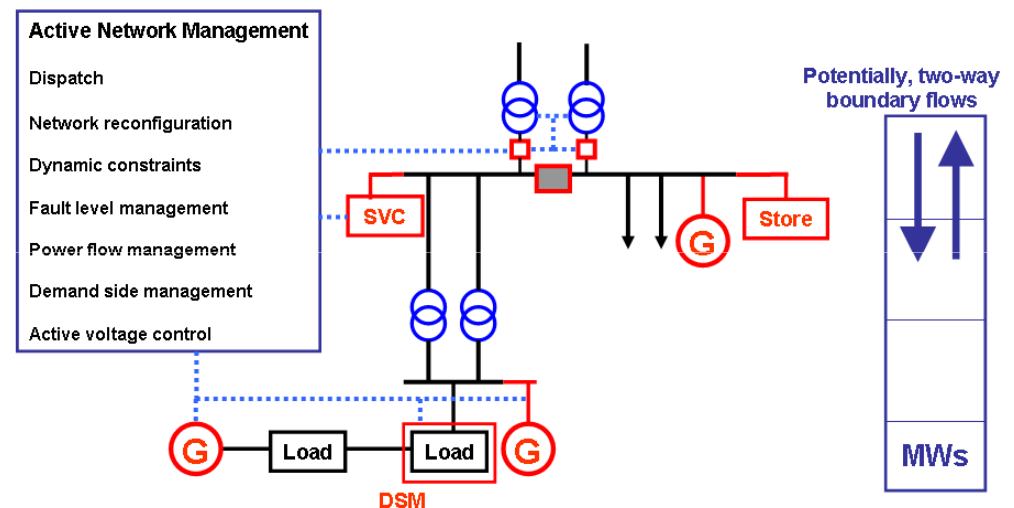 Active Network Management
Dispatch
Network reconfiguration
Dynamic constraints
Fault level management
Power flow management
Demand side management
Active voltage control
Potentially, two-way
boundary flows
SVC
G
Store
G
Load
Load
G
DSM
MWs